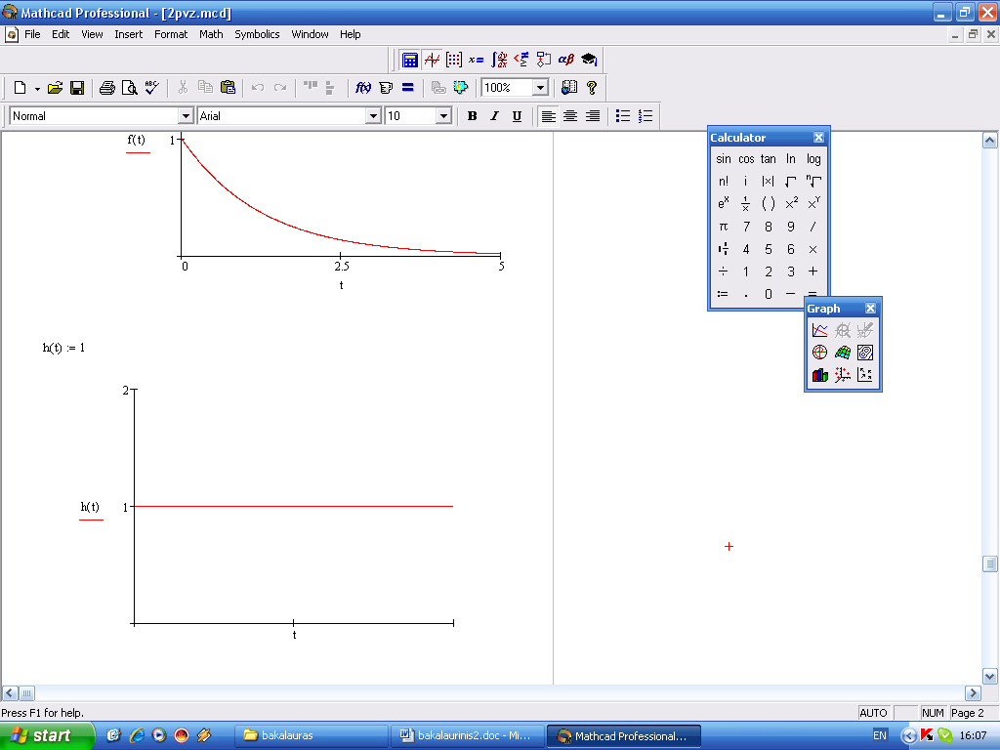 Mathcad Professional - [2pvz.mcd]
File Edit View Insert Format Math Symbolics Window Help
x= αβ
f(x) 100% ?
Normal Arial 10 B I U
f(t) 1
0 2.5 5
t
h(t) := 1
2
h(t) 1
t
Calculator
sin cos tan ln log
n! i |×| √ ⁿ√
eˣ 1/x ( ) ×² ×ʸ
π 7 8 9 /
4 5 6 ×
÷ 1 2 3 +
:= . 0 − =
Graph
Press F1 for help. AUTO NUM Page 2
start bakalauras bakalaurinis2.doc - Mi... Mathcad Professional... EN 16:07